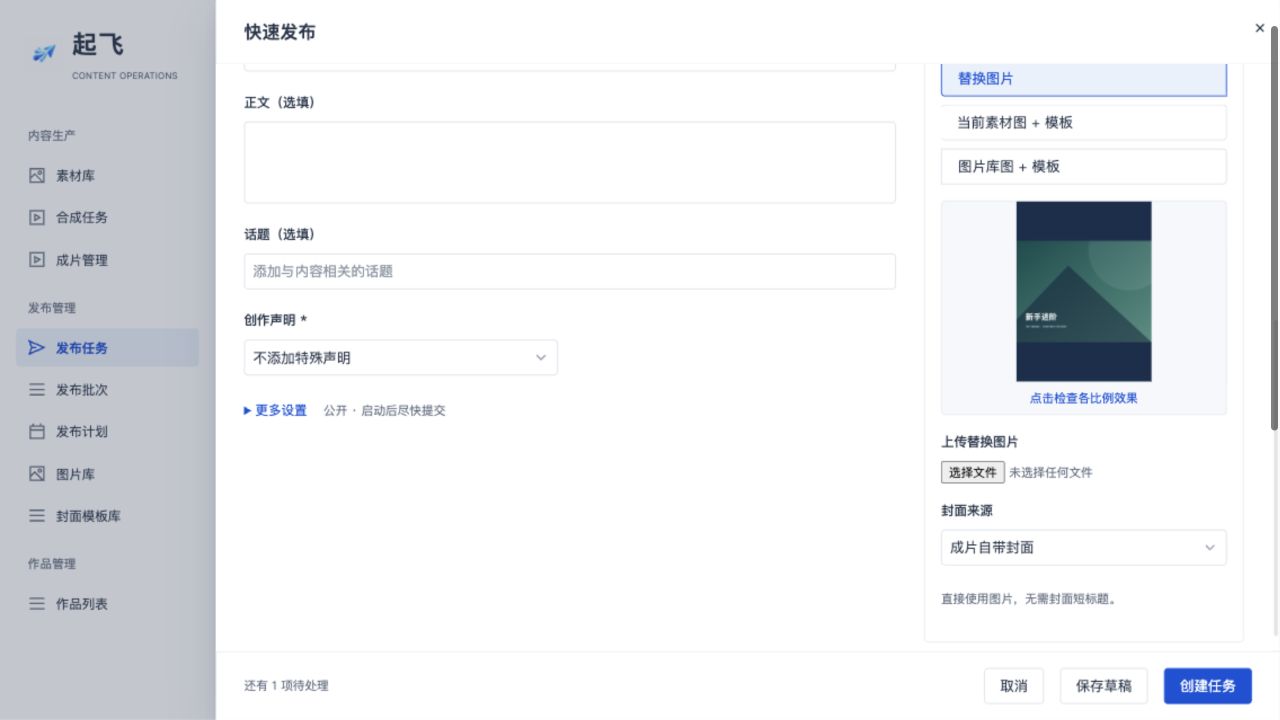 起飞
CONTENT OPERATIONS
内容生产
素材库
合成任务
成片管理
发布管理
发布任务
发布批次
发布计划
图片库
封面模板库
作品管理
作品列表
快速发布
×
正文（选填）
话题（选填）
添加与内容相关的话题
创作声明 *
不添加特殊声明
更多设置 公开 · 启动后尽快提交
替换图片
当前素材图 + 模板
图片库图 + 模板
新手进阶
点击检查各比例效果
上传替换图片
选择文件 未选择任何文件
封面来源
成片自带封面
直接使用图片，无需封面短标题。
还有 1 项待处理
取消
保存草稿
创建任务